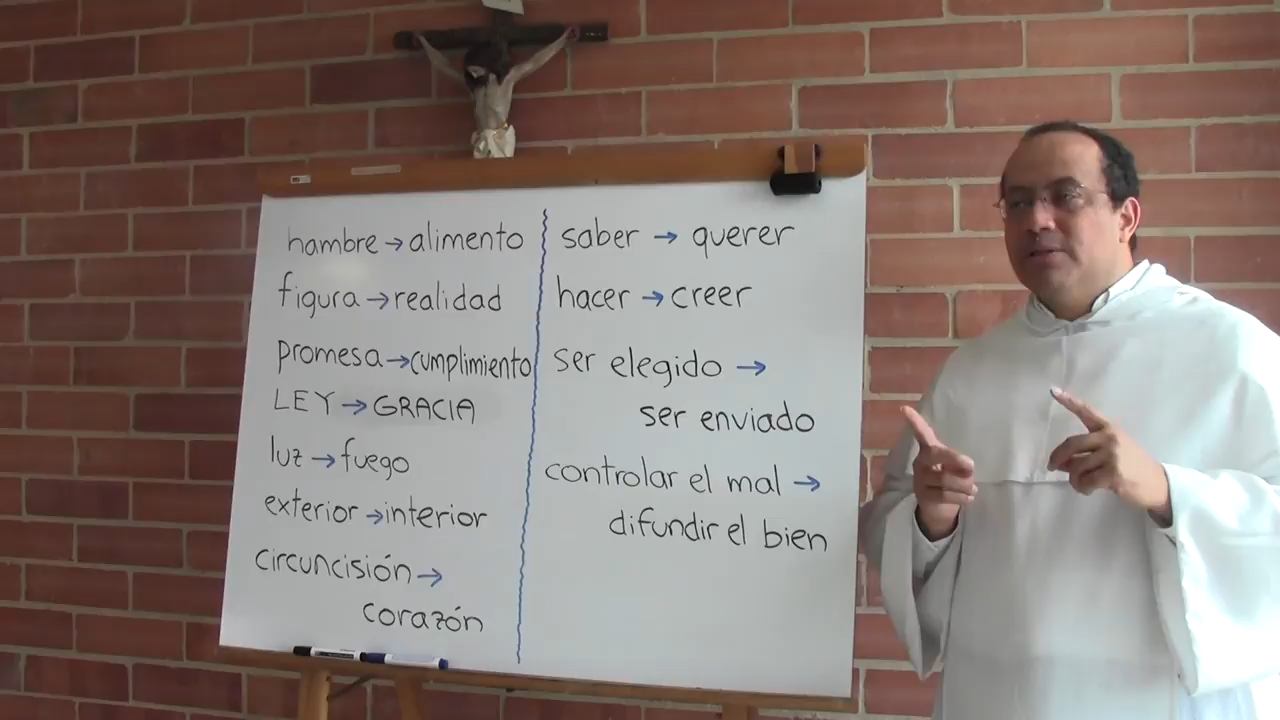 hambre → alimento
figura → realidad
promesa → cumplimiento
LEY → GRACIA
luz → fuego
exterior → interior
circuncisión →
corazón
saber → querer
hacer → creer
ser elegido →
ser enviado
controlar el mal →
difundir el bien